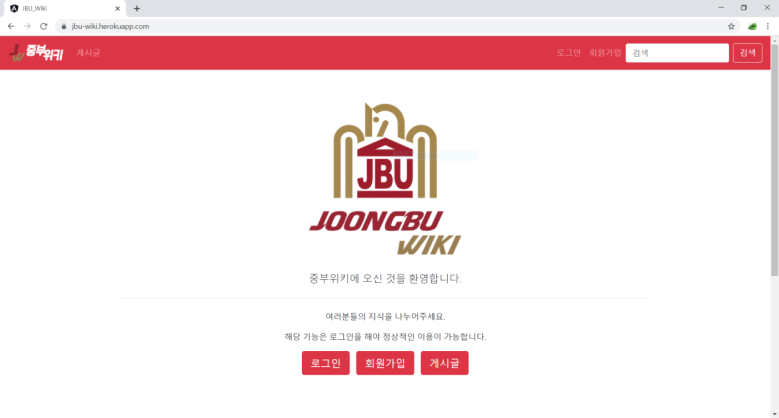 JBU_Wiki
jbu-wiki.herokuapp.com
중부위키 게시글 로그인 회원가입 검색 검색
JBU
JOONGBU
WIKI
중부위키에 오신 것을 환영합니다.
여러분들의 지식을 나누어주세요.
해당 기능은 로그인을 해야 정상적인 이용이 가능합니다.
로그인 회원가입 게시글